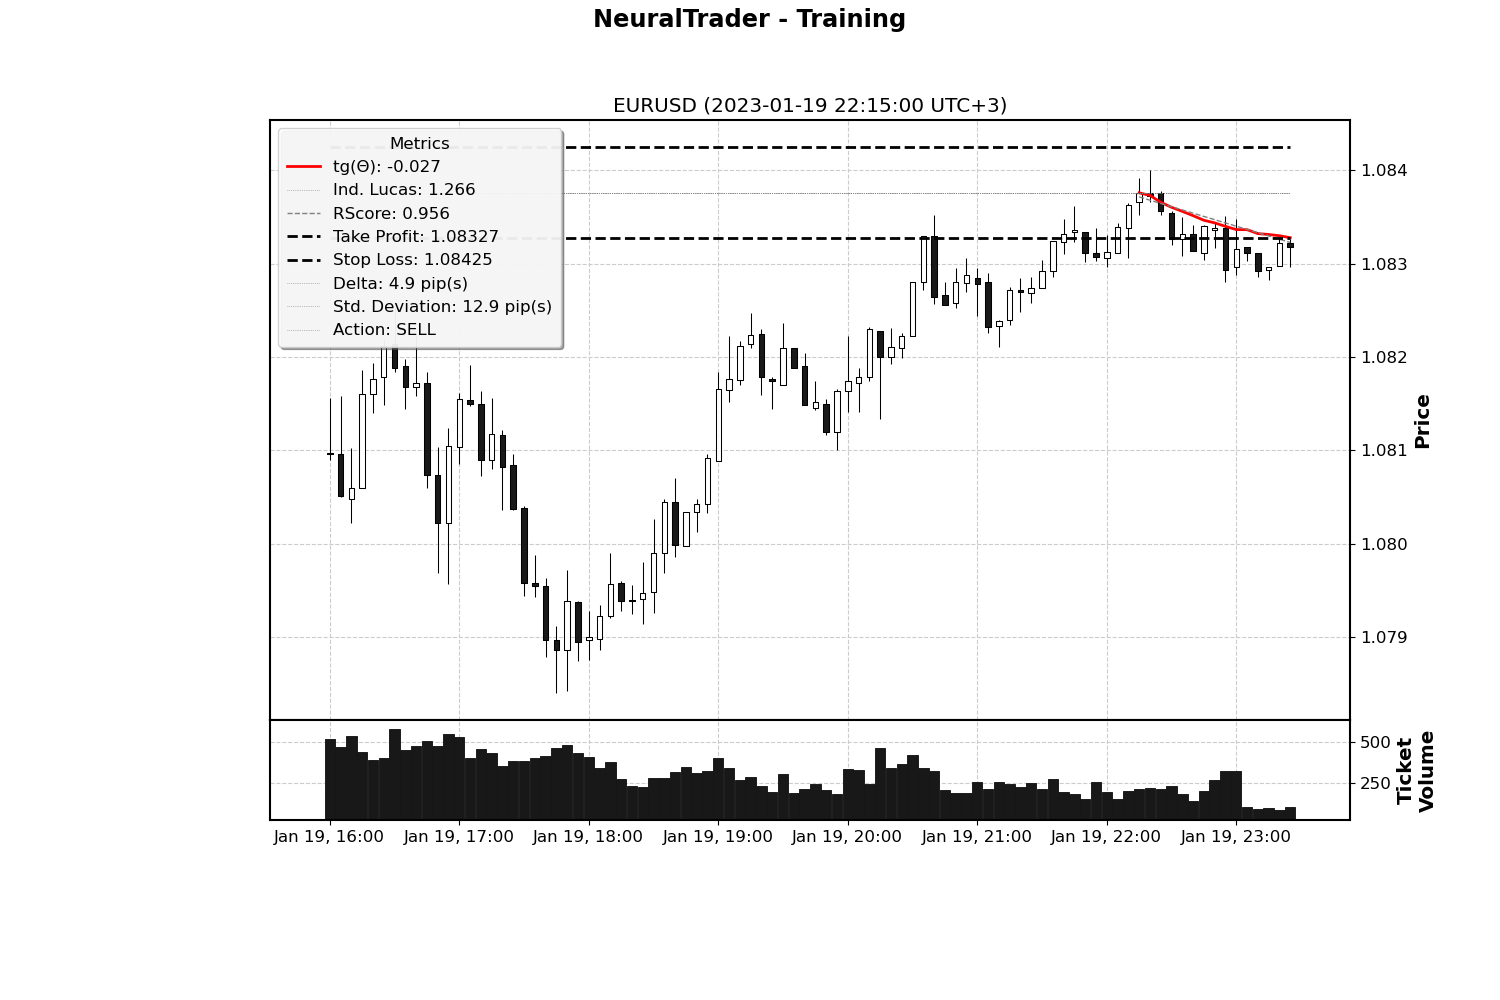 NeuralTrader - Training
EURUSD (2023-01-19 22:15:00 UTC+3)
Metrics
tg(Θ): -0.027
Ind. Lucas: 1.266
RScore: 0.956
Take Profit: 1.08327
Stop Loss: 1.08425
Delta: 4.9 pip(s)
Std. Deviation: 12.9 pip(s)
Action: SELL
1.084
1.083
1.082
1.081
1.080
1.079
Price
500
250
Ticket
Volume
Jan 19, 16:00
Jan 19, 17:00
Jan 19, 18:00
Jan 19, 19:00
Jan 19, 20:00
Jan 19, 21:00
Jan 19, 22:00
Jan 19, 23:00